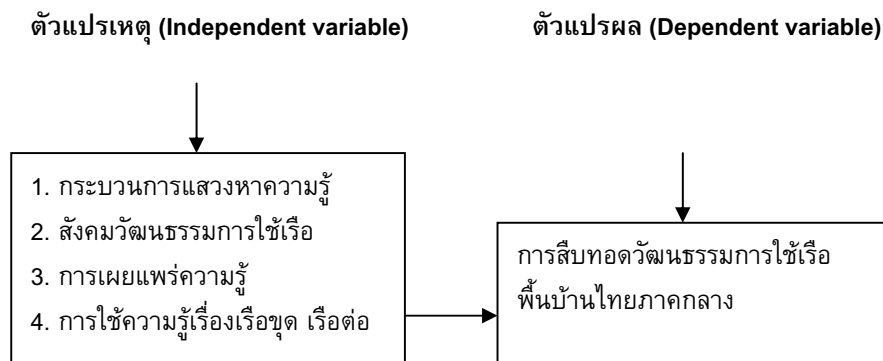 ตัวแปรเหตุ (Independent variable)
ตัวแปรผล (Dependent variable)
1. กระบวนการแสวงหาความรู้
2. สังคมวัฒนธรรมการใช้เรือ
3. การเผยแพร่ความรู้
4. การใช้ความรู้เรื่องเรือขุด เรือต่อ
การสืบทอดวัฒนธรรมการใช้เรือ
พื้นบ้านไทยภาคกลาง